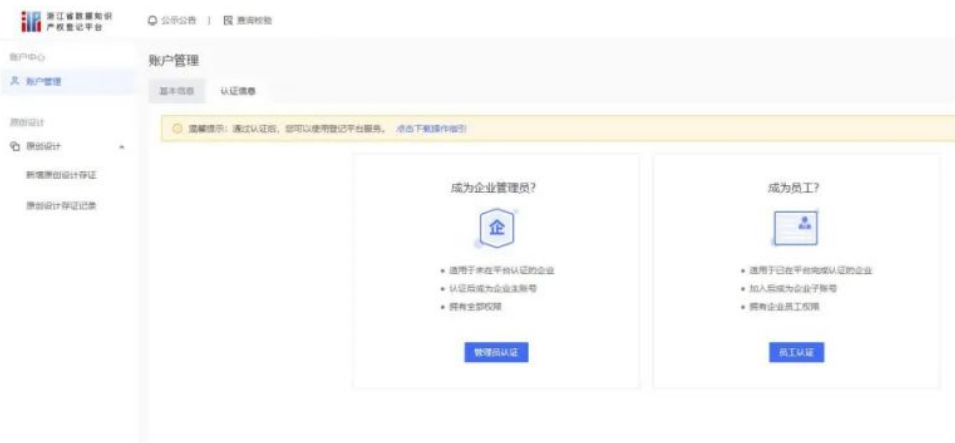 浙江省数据知识
产权登记平台
公示公告 | 查询校验
账户中心
账户管理
原创设计
原创设计
新增原创设计存证
原创设计存证记录
账户管理
基本信息 认证信息
温馨提示：通过认证后，您可以使用登记平台服务。 点击下载操作指引
成为企业管理员?
企
• 适用于未在平台认证的企业
• 认证后成为企业主账号
• 拥有全部权限
管理员认证
成为员工?
• 适用于已在平台完成认证的企业
• 加入后成为企业子账号
• 拥有企业员工权限
员工认证